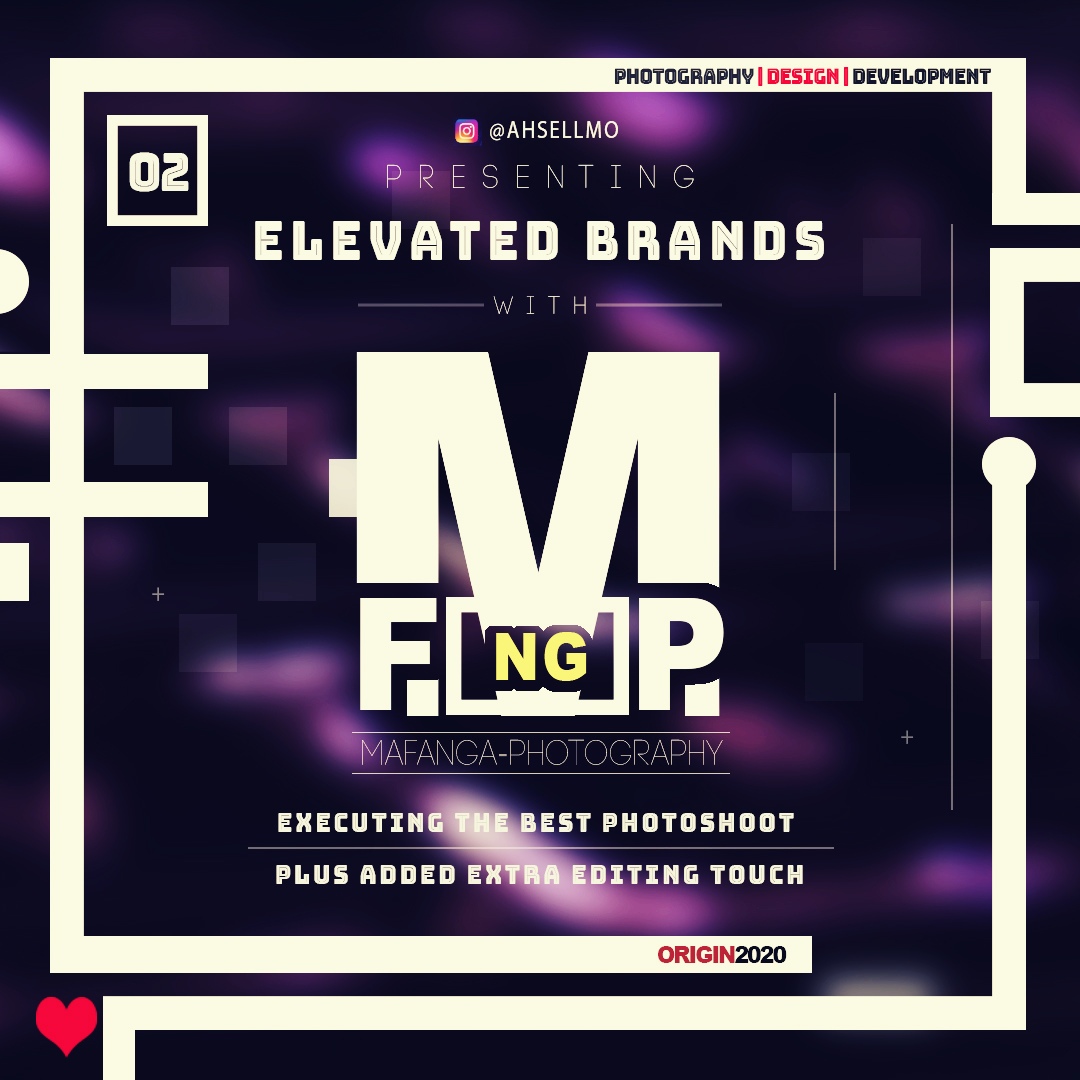 PHOTOGRAPHY|DESIGN|DEVELOPMENT
02
@AHSELLMO
PRESENTING
ELEVATED BRANDS
WITH
M
F. NG P.
MAFANGA-PHOTOGRAPHY
EXECUTING THE BEST PHOTOSHOOT
PLUS ADDED EXTRA EDITING TOUCH
ORIGIN2020